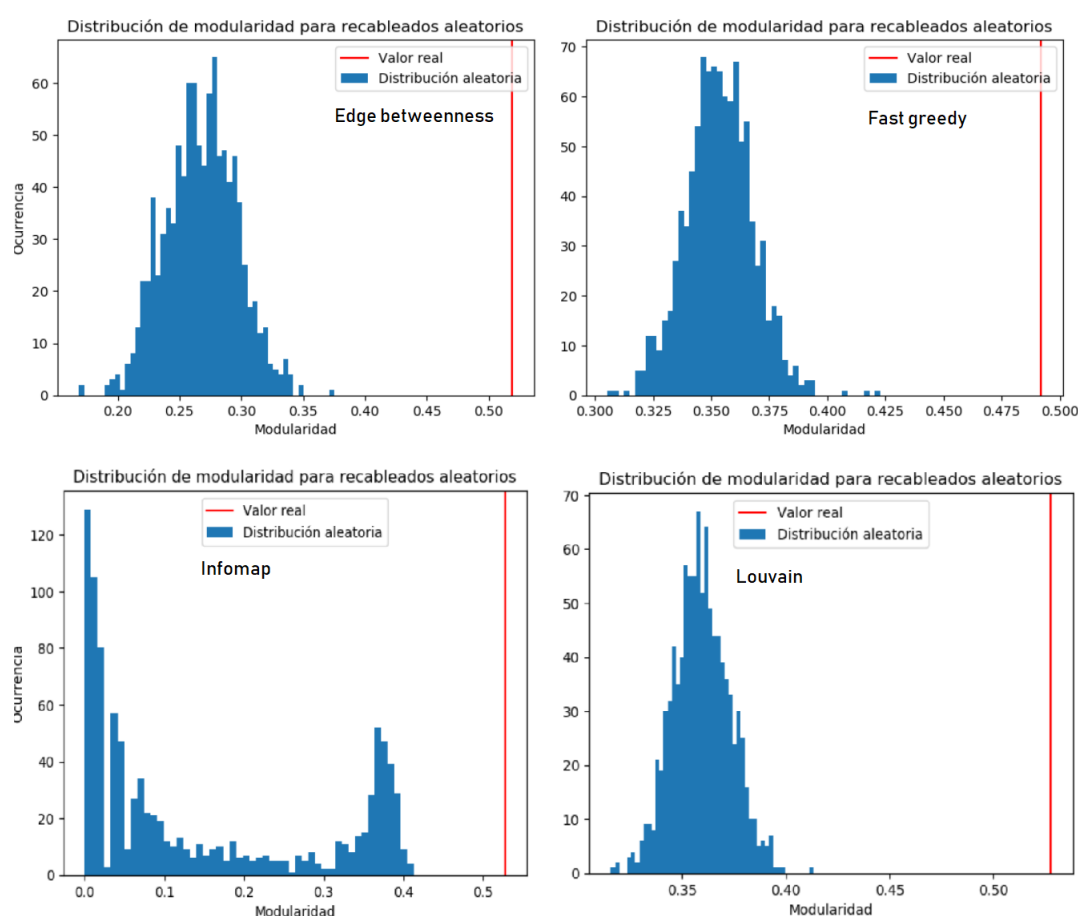 Distribución de modularidad para recableados aleatorios
Valor real
Distribución aleatoria
Edge betweenness
60
50
40
30
20
10
0
Ocurrencia
0.20
0.25
0.30
0.35
0.40
0.45
0.50
Modularidad
Distribución de modularidad para recableados aleatorios
Valor real
Distribución aleatoria
Fast greedy
70
60
50
40
30
20
10
0
0.300
0.325
0.350
0.375
0.400
0.425
0.450
0.475
0.500
Modularidad
Distribución de modularidad para recableados aleatorios
Valor real
Distribución aleatoria
Infomap
120
100
80
60
40
20
0
Ocurrencia
0.0
0.1
0.2
0.3
0.4
0.5
Modularidad
Distribución de modularidad para recableados aleatorios
Valor real
Distribución aleatoria
Louvain
70
60
50
40
30
20
10
0
0.35
0.40
0.45
0.50
Modularidad